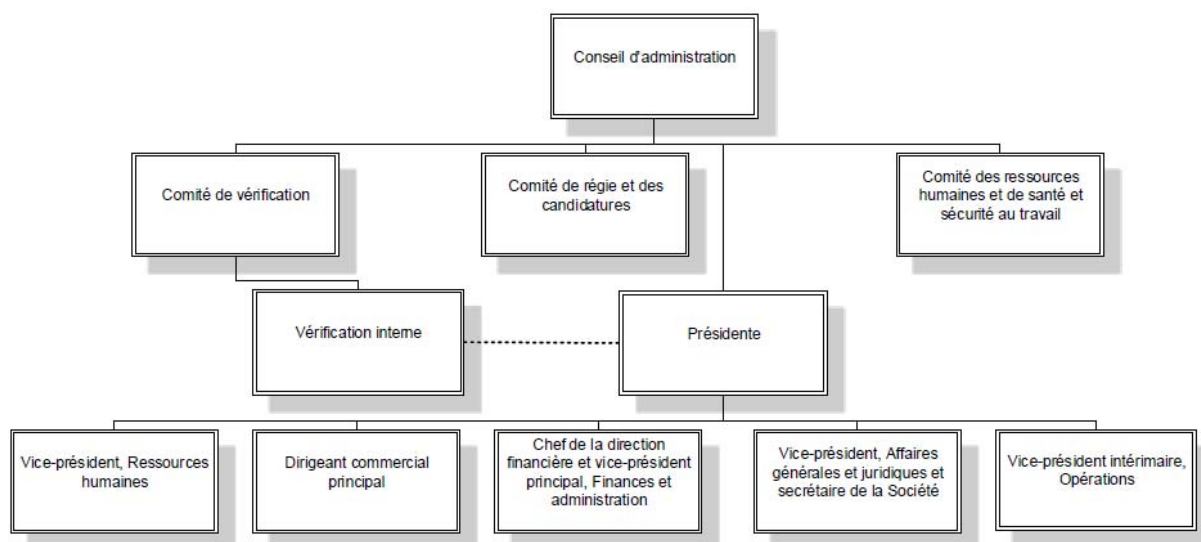 Conseil d'administration
Comité de vérification
Comité de régie et des
candidatures
Comité des ressources
humaines et de santé et
sécurité au travail
Vérification interne
Présidente
Vice-président, Ressources
humaines
Dirigeant commercial
principal
Chef de la direction
financière et vice-président
principal, Finances et
administration
Vice-président, Affaires
générales et juridiques et
secrétaire de la Société
Vice-président intérimaire,
Opérations